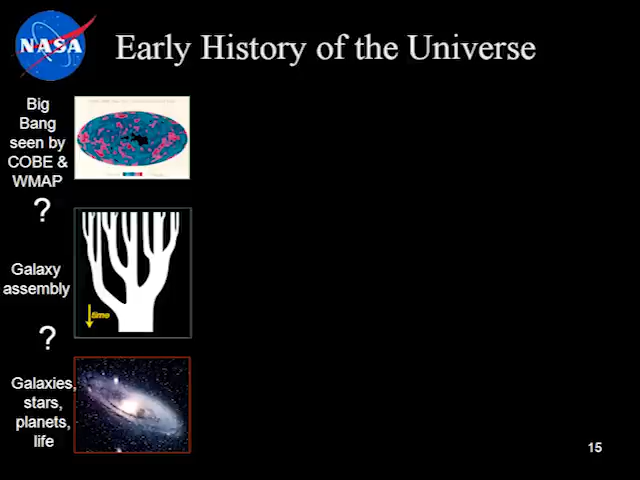 NASA
Early History of the Universe
Big
Bang
seen by
COBE &
WMAP
?
Galaxy
assembly
time
?
Galaxies,
stars,
planets,
life
15